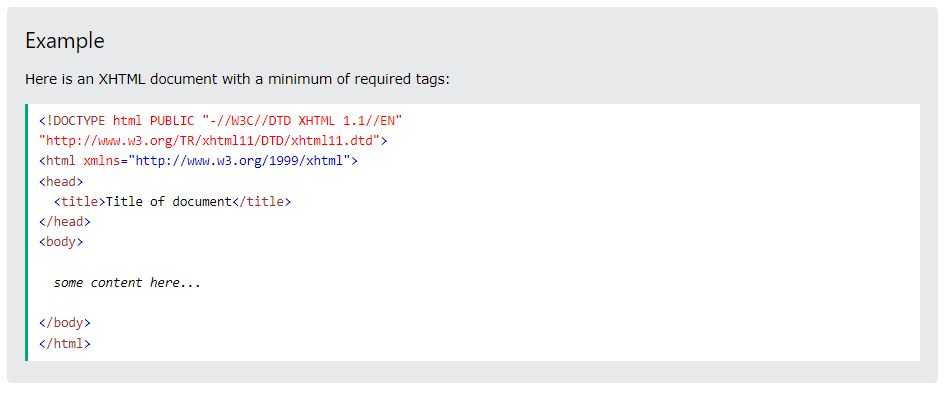 Example
Here is an XHTML document with a minimum of required tags:
<!DOCTYPE html PUBLIC "-//W3C//DTD XHTML 1.1//EN"
"http://www.w3.org/TR/xhtml11/DTD/xhtml11.dtd">
<html xmlns="http://www.w3.org/1999/xhtml">
<head>
  <title>Title of document</title>
</head>
<body>
  some content here...
</body>
</html>